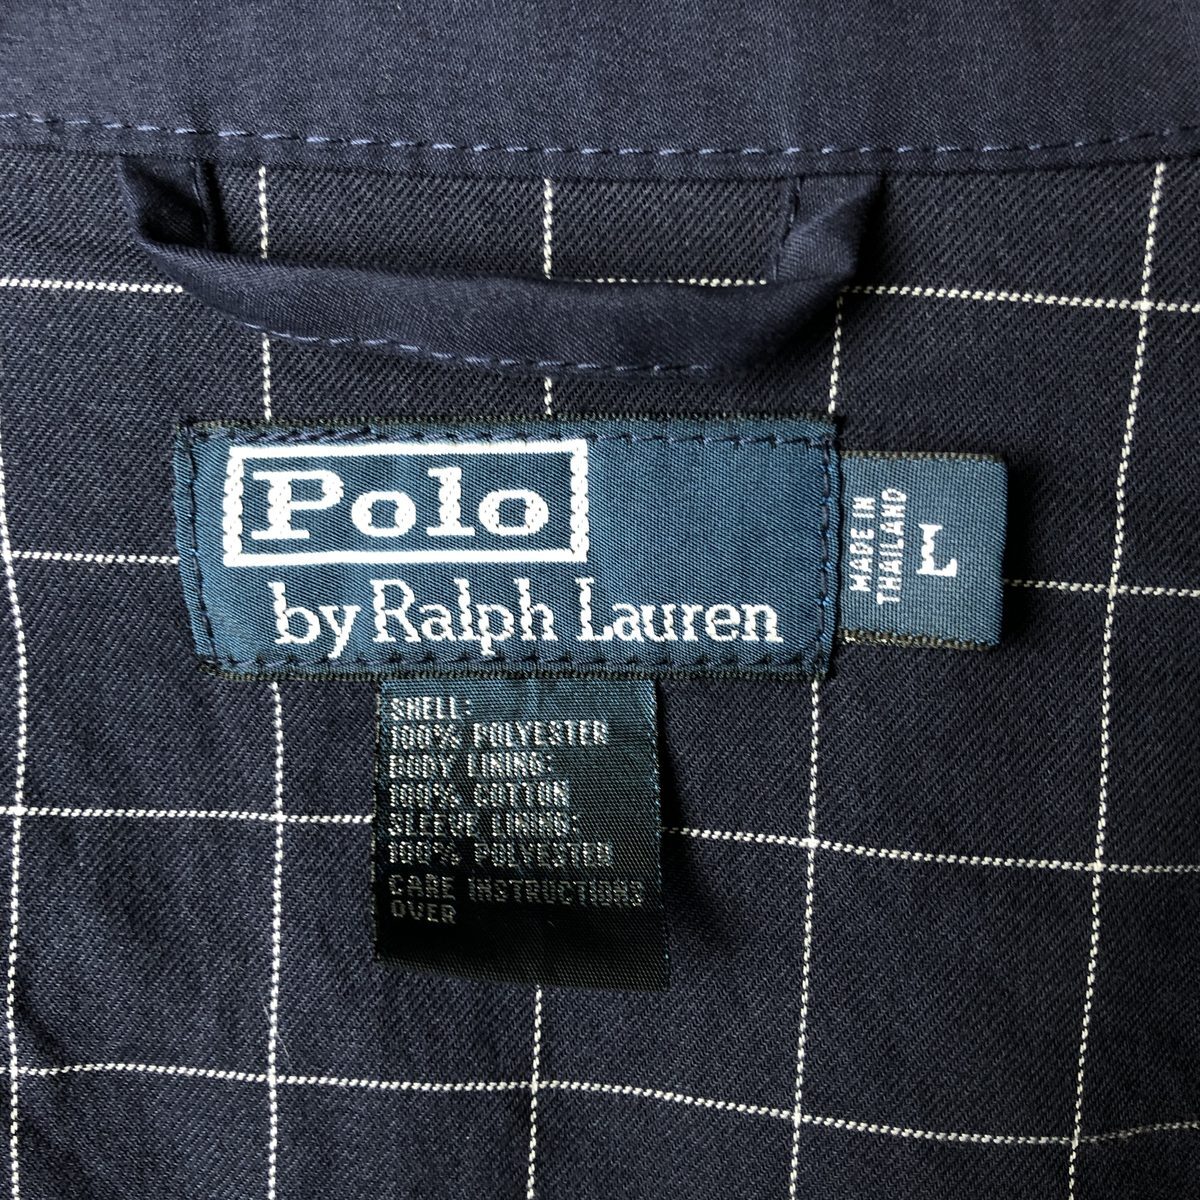 Polo
by Ralph Lauren
MADE IN
THAILAND
L
SHELL:
100% POLYESTER
BODY LINING:
100% COTTON
SLEEVE LINING:
100% POLYESTER
CARE INSTRUCTIONS
OVER